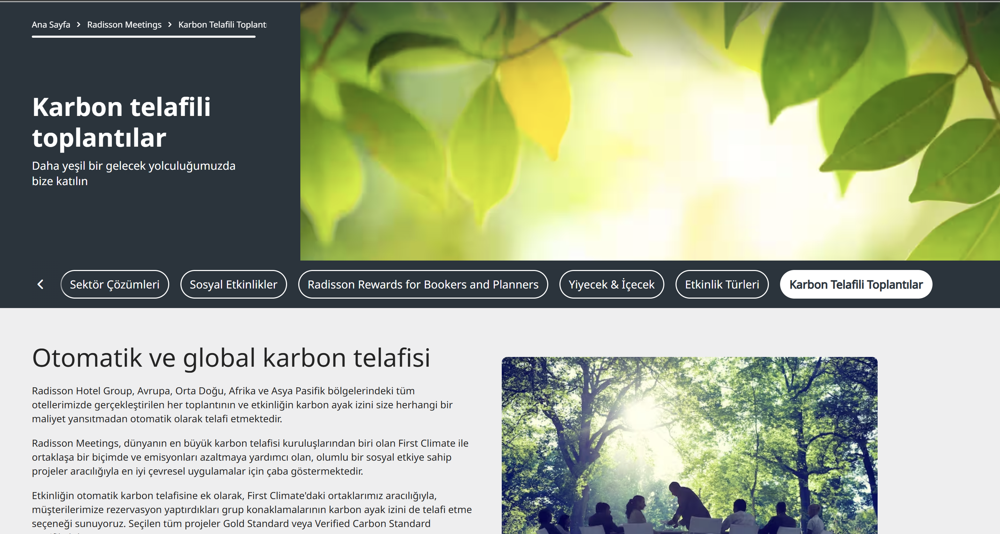 Ana Sayfa > Radisson Meetings > Karbon Telafili Toplantı
Karbon telafili
toplantılar
Daha yeşil bir gelecek yolculuğumuzda
bize katılın
Sektör Çözümleri Sosyal Etkinlikler Radisson Rewards for Bookers and Planners Yiyecek & İçecek Etkinlik Türleri Karbon Telafili Toplantılar
Otomatik ve global karbon telafisi
Radisson Hotel Group, Avrupa, Orta Doğu, Afrika ve Asya Pasifik bölgelerindeki tüm
otellerimizde gerçekleştirilen her toplantının ve etkinliğin karbon ayak izini size herhangi bir
maliyet yansıtmadan otomatik olarak telafi etmektedir.
Radisson Meetings, dünyanın en büyük karbon telafisi kuruluşlarından biri olan First Climate ile
ortaklaşa bir biçimde ve emisyonları azaltmaya yardımcı olan, olumlu bir sosyal etkiye sahip
projeler aracılığıyla en iyi çevresel uygulamalar için çaba göstermektedir.
Etkinliğin otomatik karbon telafisine ek olarak, First Climate'daki ortaklarımız aracılığıyla,
müşterilerimize rezervasyon yaptırdıkları grup konaklamalarının karbon ayak izini de telafi etme
seçeneği sunuyoruz. Seçilen tüm projeler Gold Standard veya Verified Carbon Standard